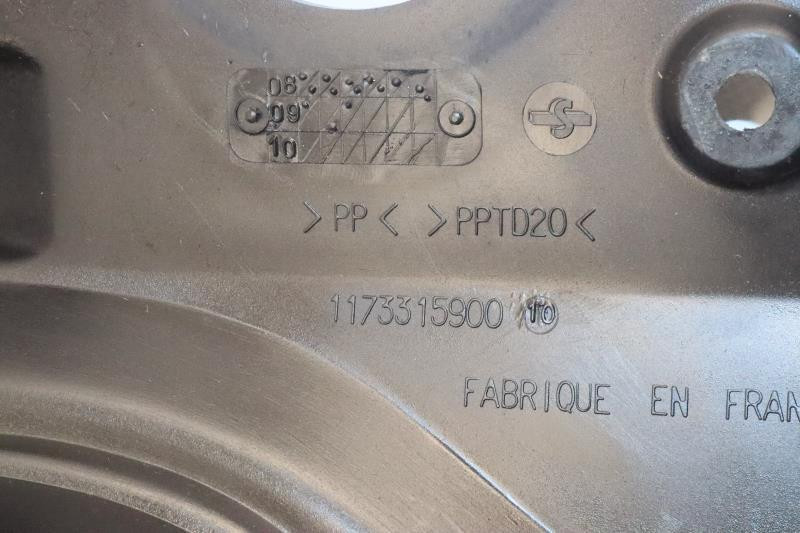 08
09
10
>PP< >PPTD20<
1173315900 10
FABRIQUE EN FRAN